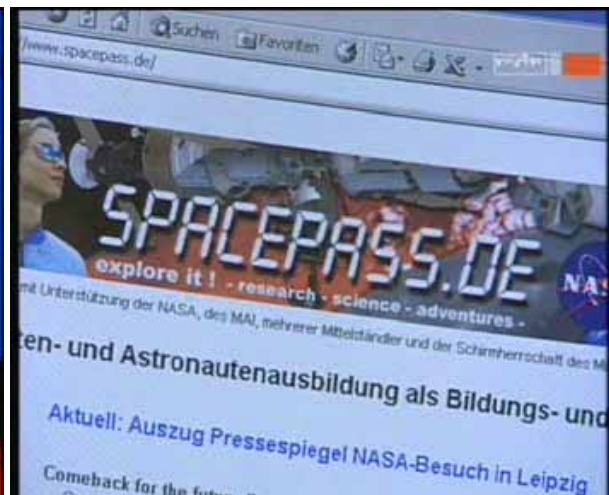 Suchen Favoriten
//www.spacepass.de/
SPACEPASS.DE
explore it ! - research - science - adventures -
NAS
mit Unterstützung der NASA, des MAI, mehrerer Mittelständler und der Schirmherrschaft des M
ten- und Astronautenausbildung als Bildungs- und
Aktuell: Auszug Pressespiegel NASA-Besuch in Leipzig
Comeback for the future